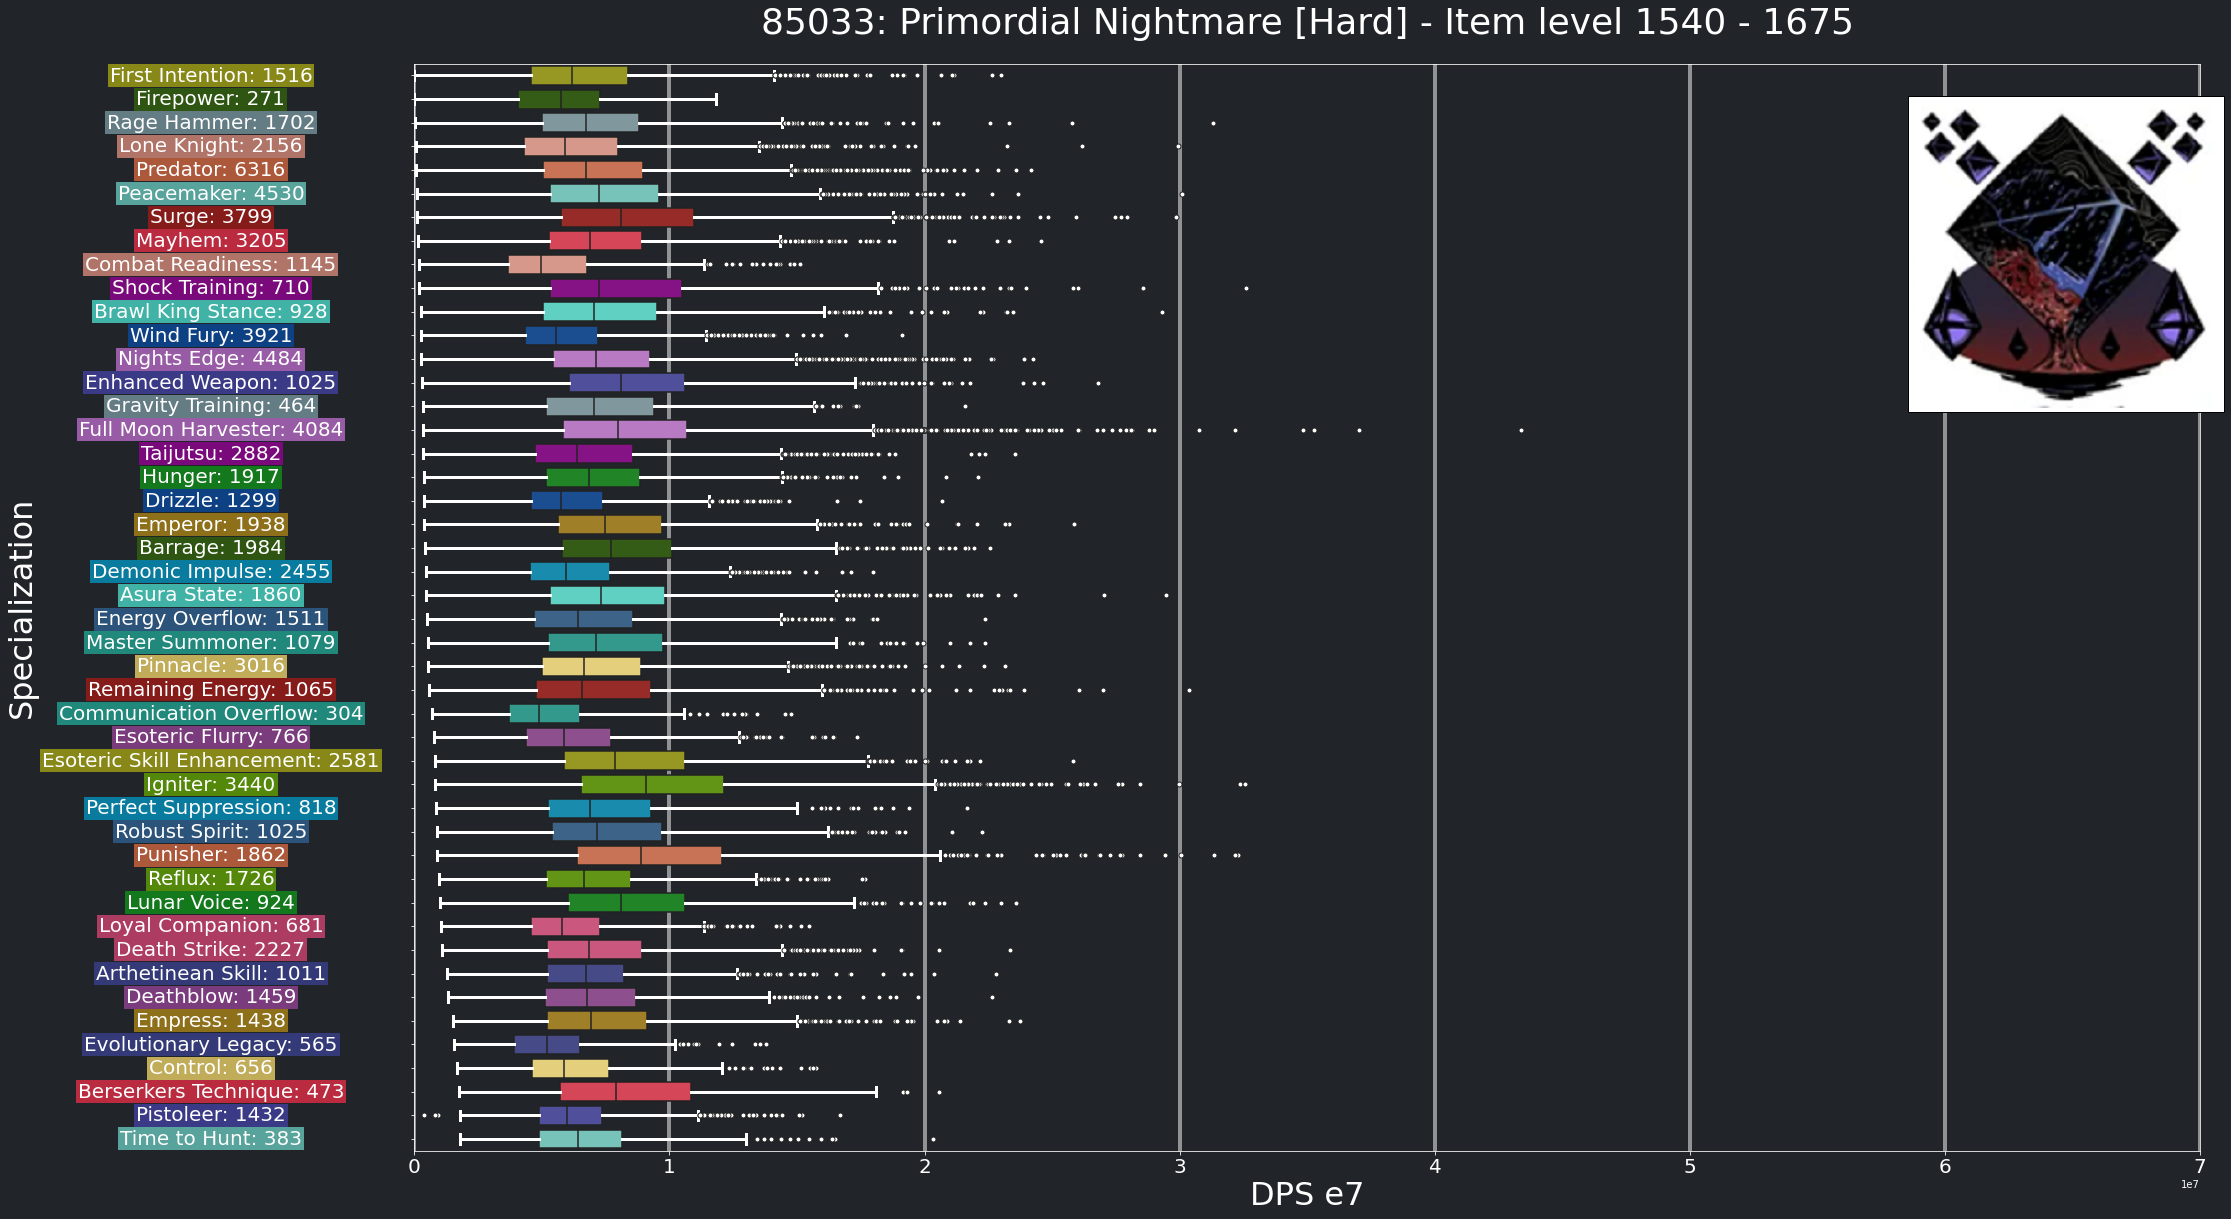 85033: Primordial Nightmare [Hard] - Item level 1540 - 1675
First Intention: 1516
Firepower: 271
Rage Hammer: 1702
Lone Knight: 2156
Predator: 6316
Peacemaker: 4530
Surge: 3799
Mayhem: 3205
Combat Readiness: 1145
Shock Training: 710
Brawl King Stance: 928
Wind Fury: 3921
Nights Edge: 4484
Enhanced Weapon: 1025
Gravity Training: 464
Full Moon Harvester: 4084
Taijutsu: 2882
Hunger: 1917
Drizzle: 1299
Emperor: 1938
Barrage: 1984
Demonic Impulse: 2455
Asura State: 1860
Energy Overflow: 1511
Master Summoner: 1079
Pinnacle: 3016
Remaining Energy: 1065
Communication Overflow: 304
Esoteric Flurry: 766
Esoteric Skill Enhancement: 2581
Igniter: 3440
Perfect Suppression: 818
Robust Spirit: 1025
Punisher: 1862
Reflux: 1726
Lunar Voice: 924
Loyal Companion: 681
Death Strike: 2227
Arthetinean Skill: 1011
Deathblow: 1459
Empress: 1438
Evolutionary Legacy: 565
Control: 656
Berserkers Technique: 473
Pistoleer: 1432
Time to Hunt: 383
Specialization
0 1 2 3 4 5 6 7
1e7
DPS e7